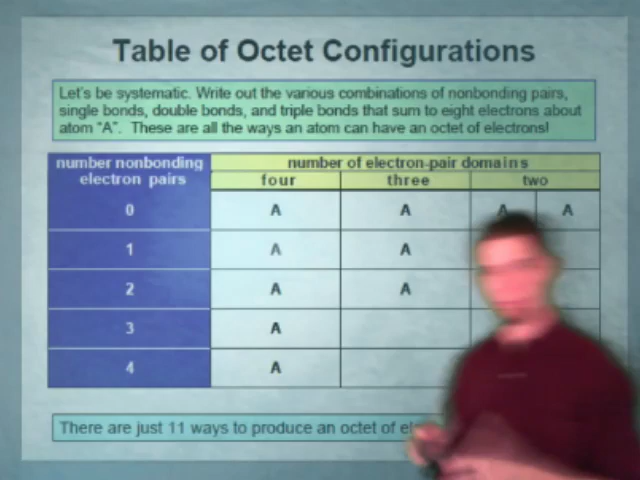 Table of Octet Configurations
Let's be systematic. Write out the various combinations of nonbonding pairs,
single bonds, double bonds, and triple bonds that sum to eight electrons about
atom "A". These are all the ways an atom can have an octet of electrons!
number nonbonding electron pairs
number of electron-pair domains
four three two
0 A A A A
1 A A
2 A A
3 A
4 A
There are just 11 ways to produce an octet of